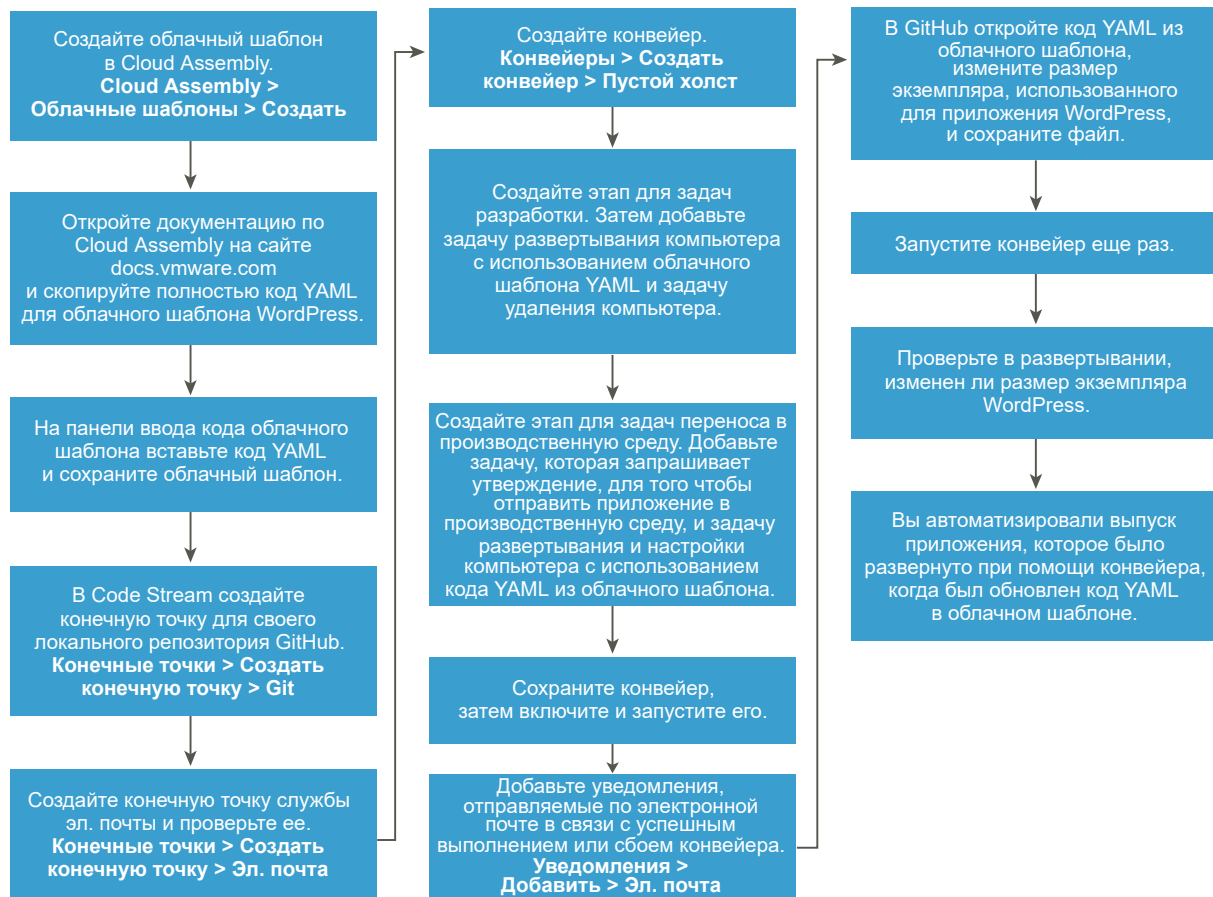 Создайте облачный шаблон
в Cloud Assembly.
Cloud Assembly >
Облачные шаблоны > Создать
Откройте документацию по
Cloud Assembly на сайте
docs.vmware.com
и скопируйте полностью код YAML
для облачного шаблона WordPress.
На панели ввода кода облачного
шаблона вставьте код YAML
и сохраните облачный шаблон.
В Code Stream создайте
конечную точку для своего
локального репозитория GitHub.
Конечные точки > Создать
конечную точку > Git
Создайте конечную точку службы
эл. почты и проверьте ее.
Конечные точки > Создать
конечную точку > Эл. почта
Создайте конвейер.
Конвейеры > Создать
конвейер > Пустой холст
Создайте этап для задач
разработки. Затем добавьте
задачу развертывания компьютера
с использованием облачного
шаблона YAML и задачу
удаления компьютера.
Создайте этап для задач переноса в
производственную среду. Добавьте
задачу, которая запрашивает
утверждение, для того чтобы
отправить приложение в
производственную среду, и задачу
развертывания и настройки
компьютера с использованием
кода YAML из облачного шаблона.
Сохраните конвейер,
затем включите и запустите его.
Добавьте уведомления,
отправляемые по электронной
почте в связи с успешным
выполнением или сбоем конвейера.
Уведомления >
Добавить > Эл. почта
В GitHub откройте код YAML из
облачного шаблона,
измените размер
экземпляра, использованного
для приложения WordPress,
и сохраните файл.
Запустите конвейер еще раз.
Проверьте в развертывании,
изменен ли размер экземпляра
WordPress.
Вы автоматизировали выпуск
приложения, которое было
развернуто при помощи конвейера,
когда был обновлен код YAML
в облачном шаблоне.